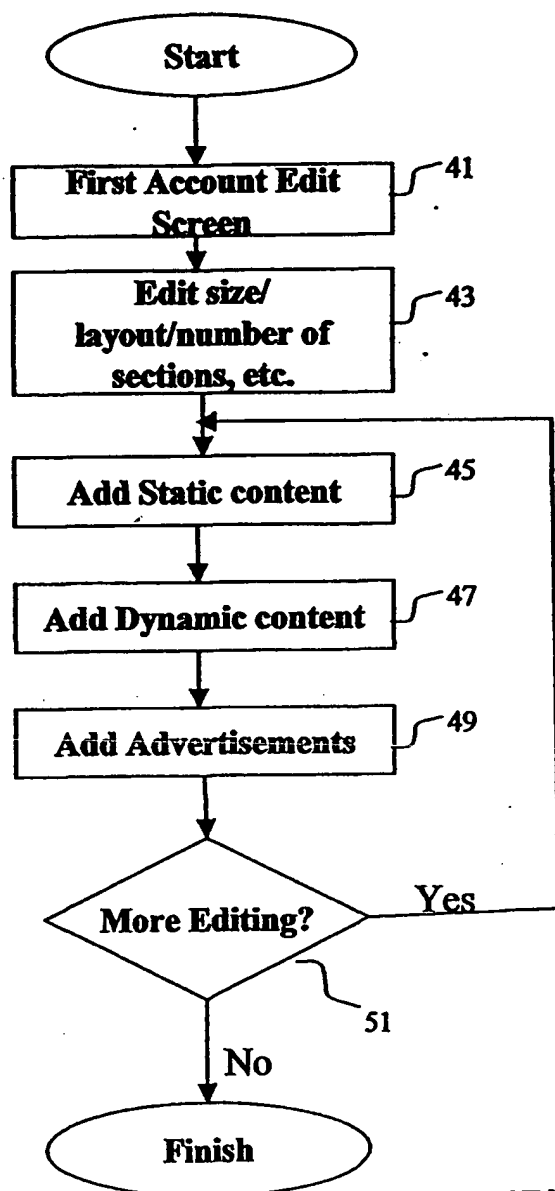 Start
First Account Edit
Screen
41
Edit size/
layout/number of
sections, etc.
43
Add Static content
45
Add Dynamic content
47
Add Advertisements
49
More Editing?
Yes
51
No
Finish